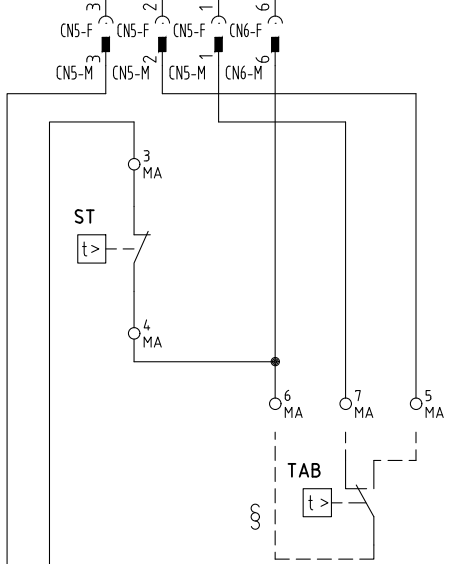 3 2 1 6
CN5-F CN5-F CN5-F CN6-F
3 2 1 6
CN5-M CN5-M CN5-M CN6-M
3
MA
ST
t>
4
MA
6 7 5
MA MA MA
TAB
t>
§